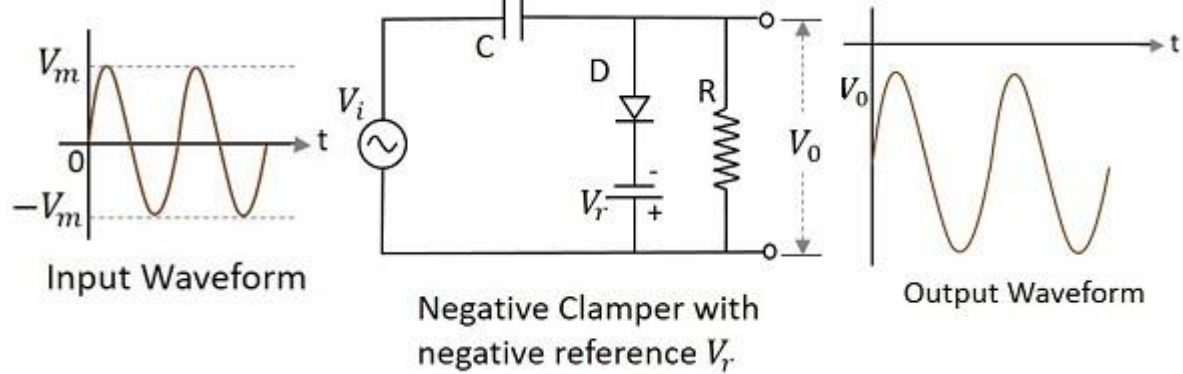 V_m
0
t
−V_m
Input Waveform
C
V_i
D
R
V_r
-
+
V_0
Negative Clamper with
negative reference V_r
t
V_0
Output Waveform